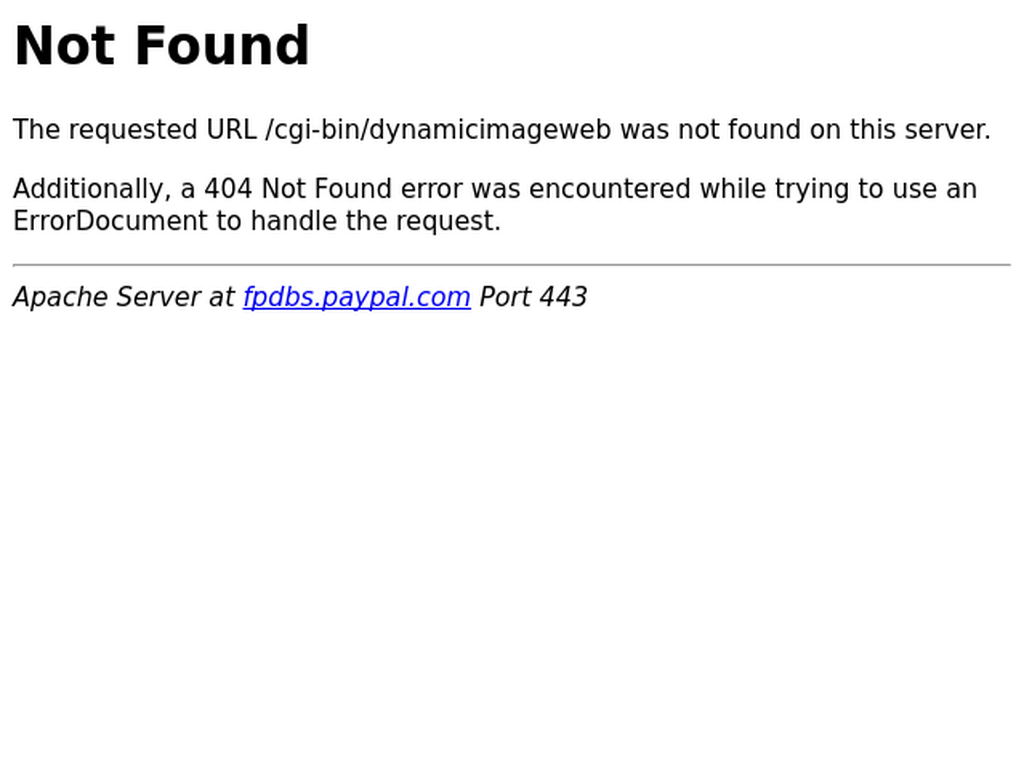 Not Found
The requested URL /cgi-bin/dynamicimageweb was not found on this server.
Additionally, a 404 Not Found error was encountered while trying to use an
ErrorDocument to handle the request.
Apache Server at fpdbs.paypal.com Port 443